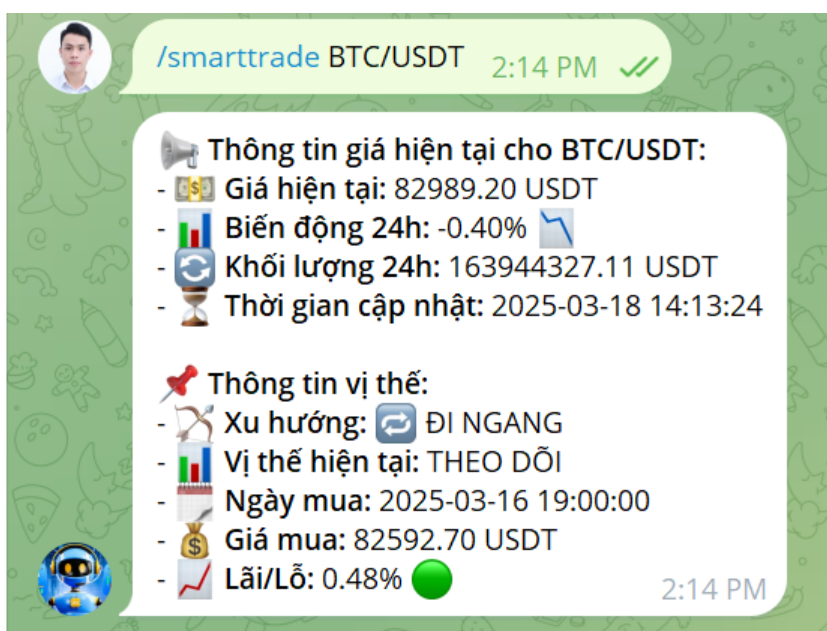 /smarttrade BTC/USDT 2:14 PM
Thông tin giá hiện tại cho BTC/USDT:
- Giá hiện tại: 82989.20 USDT
- Biến động 24h: -0.40%
- Khối lượng 24h: 163944327.11 USDT
- Thời gian cập nhật: 2025-03-18 14:13:24
Thông tin vị thế:
- Xu hướng: ĐI NGANG
- Vị thế hiện tại: THEO DÕI
- Ngày mua: 2025-03-16 19:00:00
- Giá mua: 82592.70 USDT
- Lãi/Lỗ: 0.48%
2:14 PM